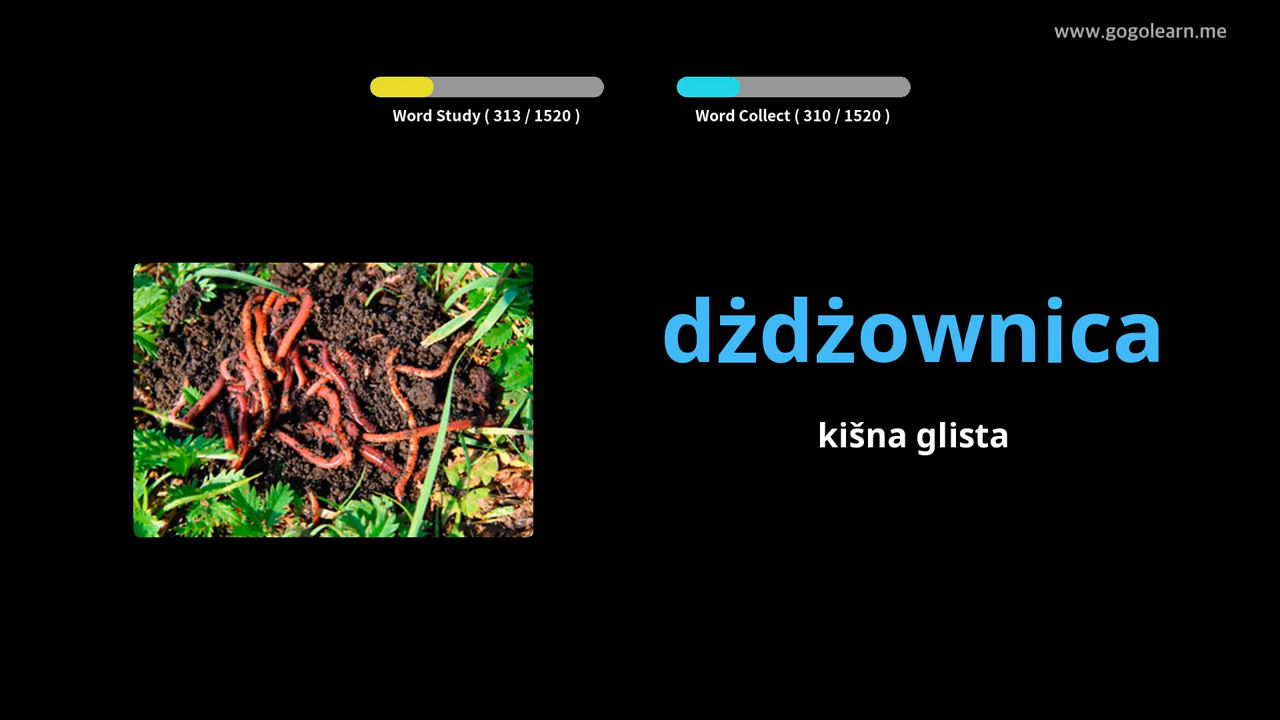 www.gogolearn.me
Word Study ( 313 / 1520 )
Word Collect ( 310 / 1520 )
dżdżownica
kišna glista